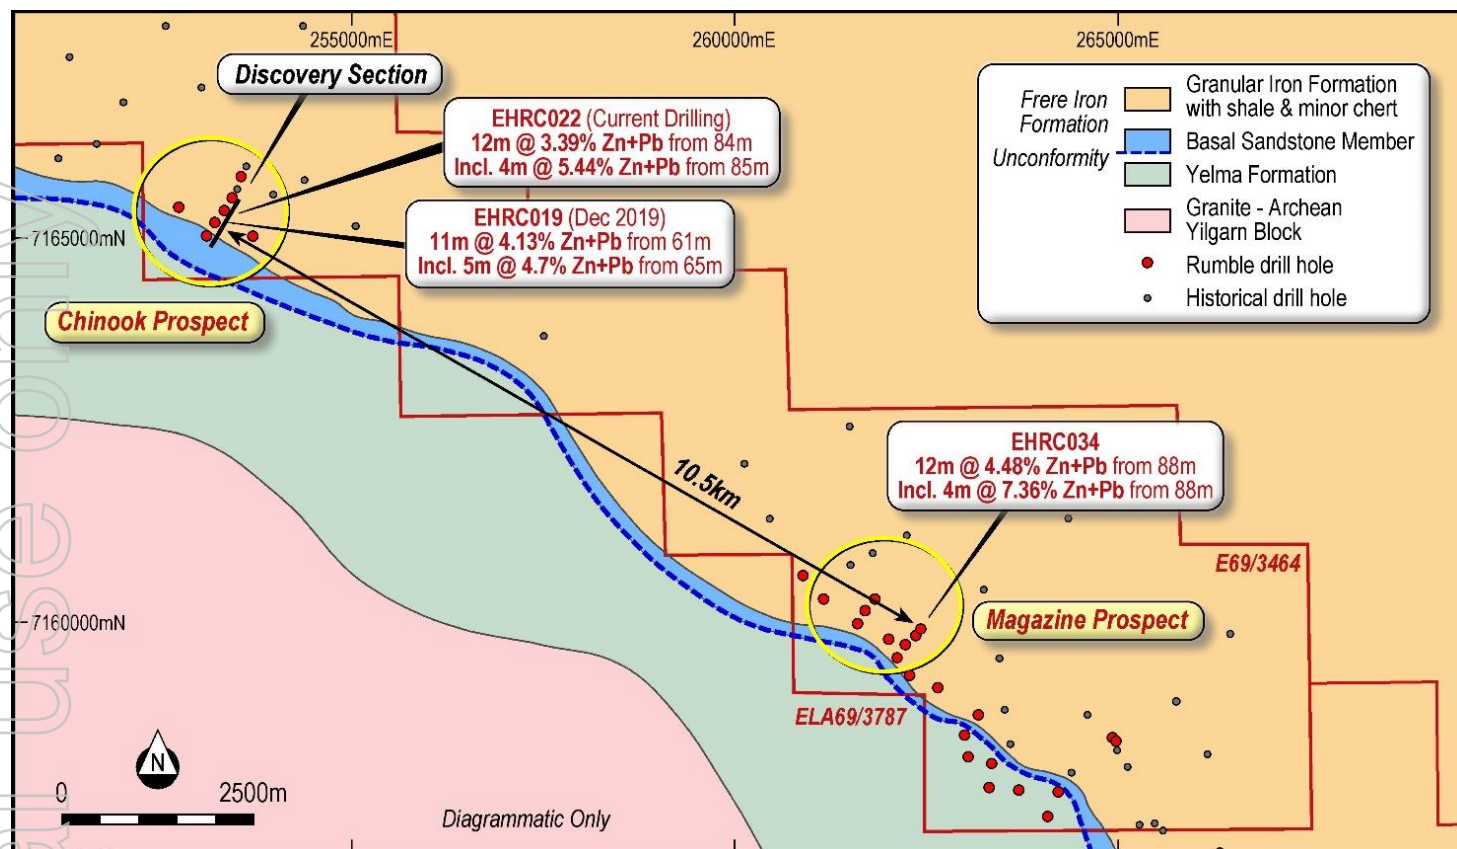 255000mE
260000mE
265000mE
Discovery Section
EHRC022 (Current Drilling)
12m @ 3.39% Zn+Pb from 84m
Incl. 4m @ 5.44% Zn+Pb from 85m
EHRC019 (Dec 2019)
11m @ 4.13% Zn+Pb from 61m
Incl. 5m @ 4.7% Zn+Pb from 65m
Frere Iron
Formation
Granular Iron Formation
with shale & minor chert
Basal Sandstone Member
Unconformity
Yelma Formation
Granite - Archean
Yilgarn Block
Rumble drill hole
Historical drill hole
7165000mN
Chinook Prospect
10.5km
EHRC034
12m @ 4.48% Zn+Pb from 88m
Incl. 4m @ 7.36% Zn+Pb from 88m
E69/3464
7160000mN
Magazine Prospect
ELA69/3787
N
0 2500m
Diagrammatic Only
use only